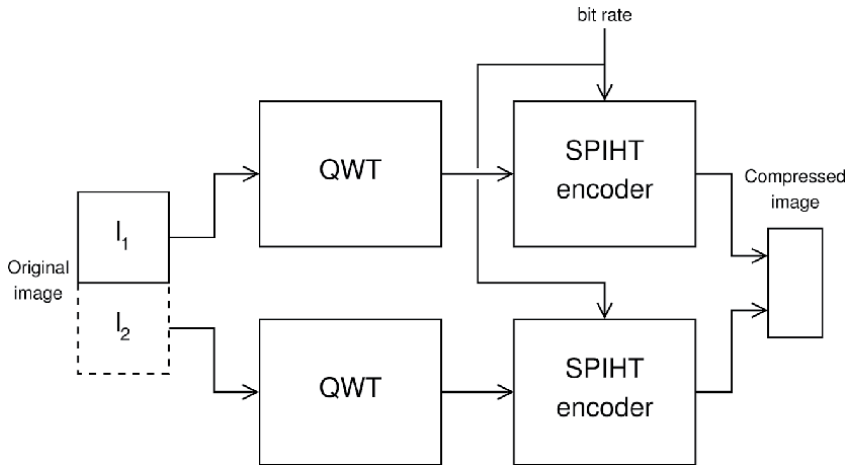 bit rate
QWT
SPIHT
encoder
Compressed
image
I1
Original
image
I2
QWT
SPIHT
encoder